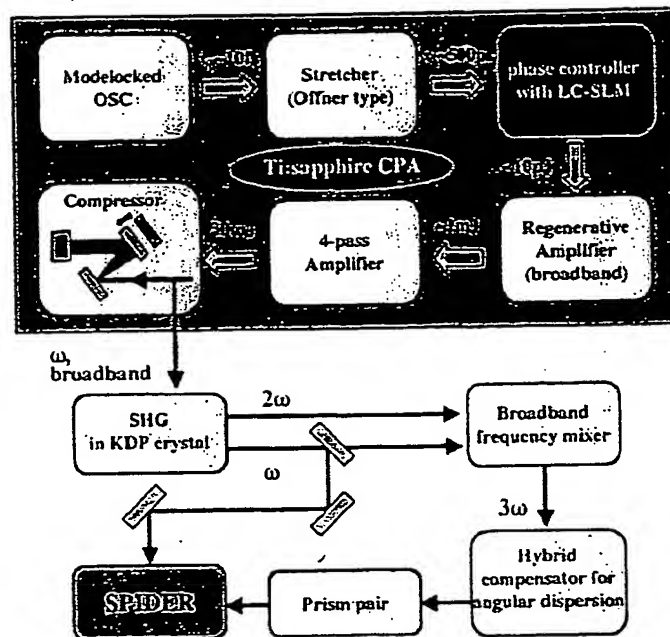 Modelocked
OSC
Stretcher
(Offner type)
phase controller
with LC-SLM
Ti:sapphire CPA
Compressor
4-pass
Amplifier
Regenerative
Amplifier
(broadband)
ω,
broadband
SHG
in KDP crystal
2ω
ω
Broadband
frequency mixer
3ω
SPIDER
Prism pair
Hybrid
compensator for
angular dispersion